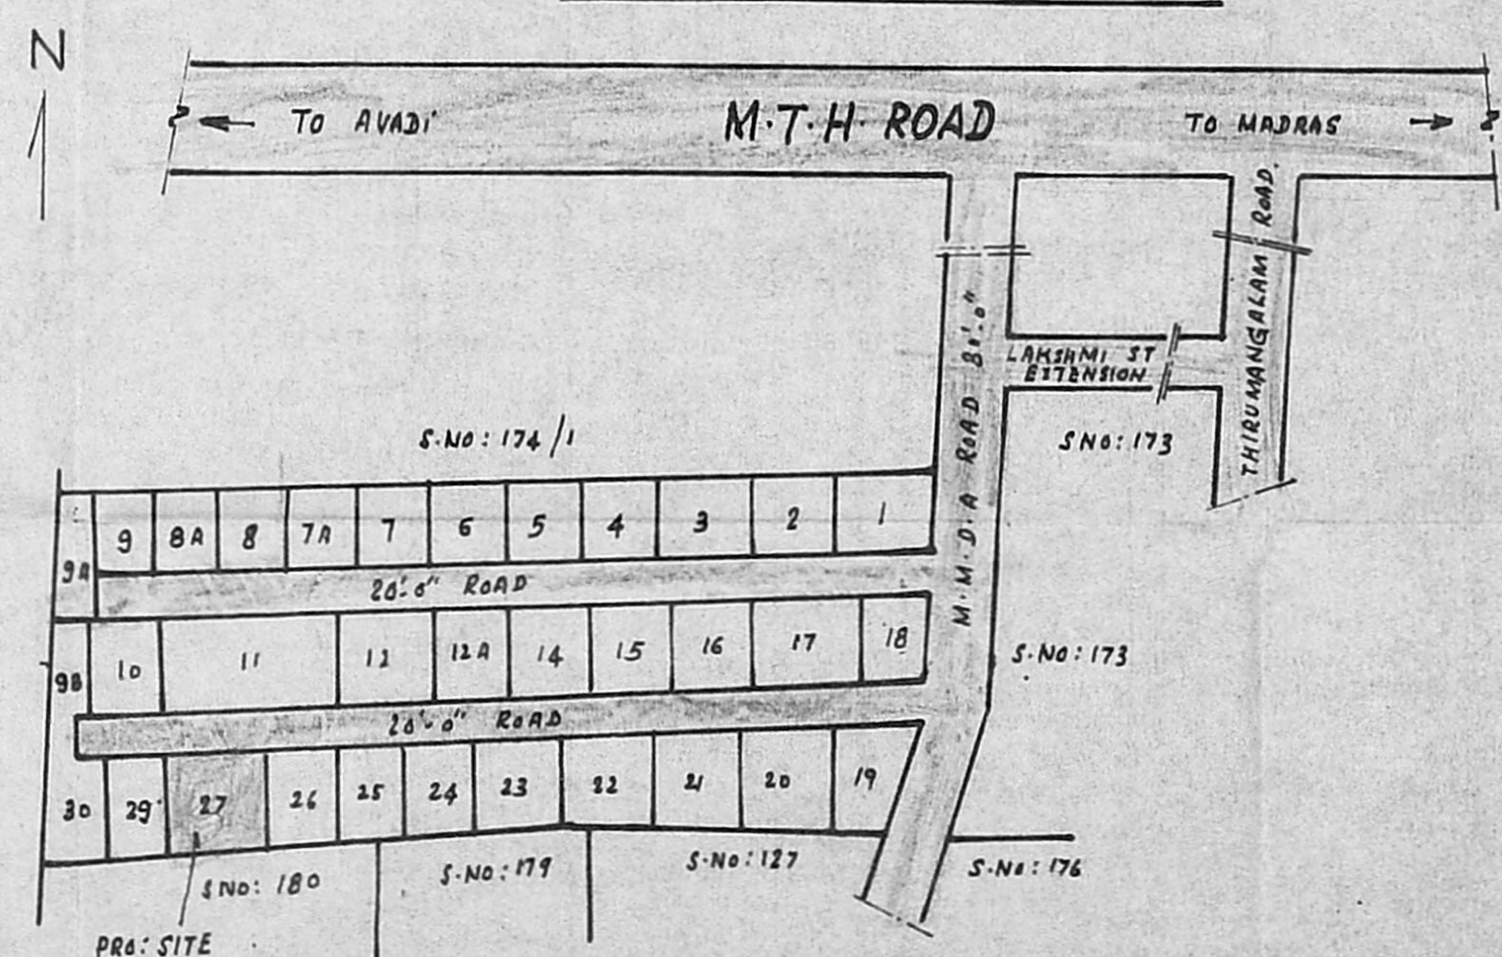 N
TO AVADI
M.T.H. ROAD
TO MADRAS
THIRUMANGALAM ROAD.
M.M.D.A ROAD 80'.0"
LAKSHMI ST
EXTENSION
S.NO: 174/1
SNO: 173
9 8A 8 7A 7 6 5 4 3 2 1
9A
20'.0" ROAD
9B 10 11 12 12A 14 15 16 17 18
S.NO: 173
20'-0" ROAD
30 29 27 26 25 24 23 22 21 20 19
SNO: 180
S.NO: 179
S.NO: 127
S.NO: 176
PRO: SITE